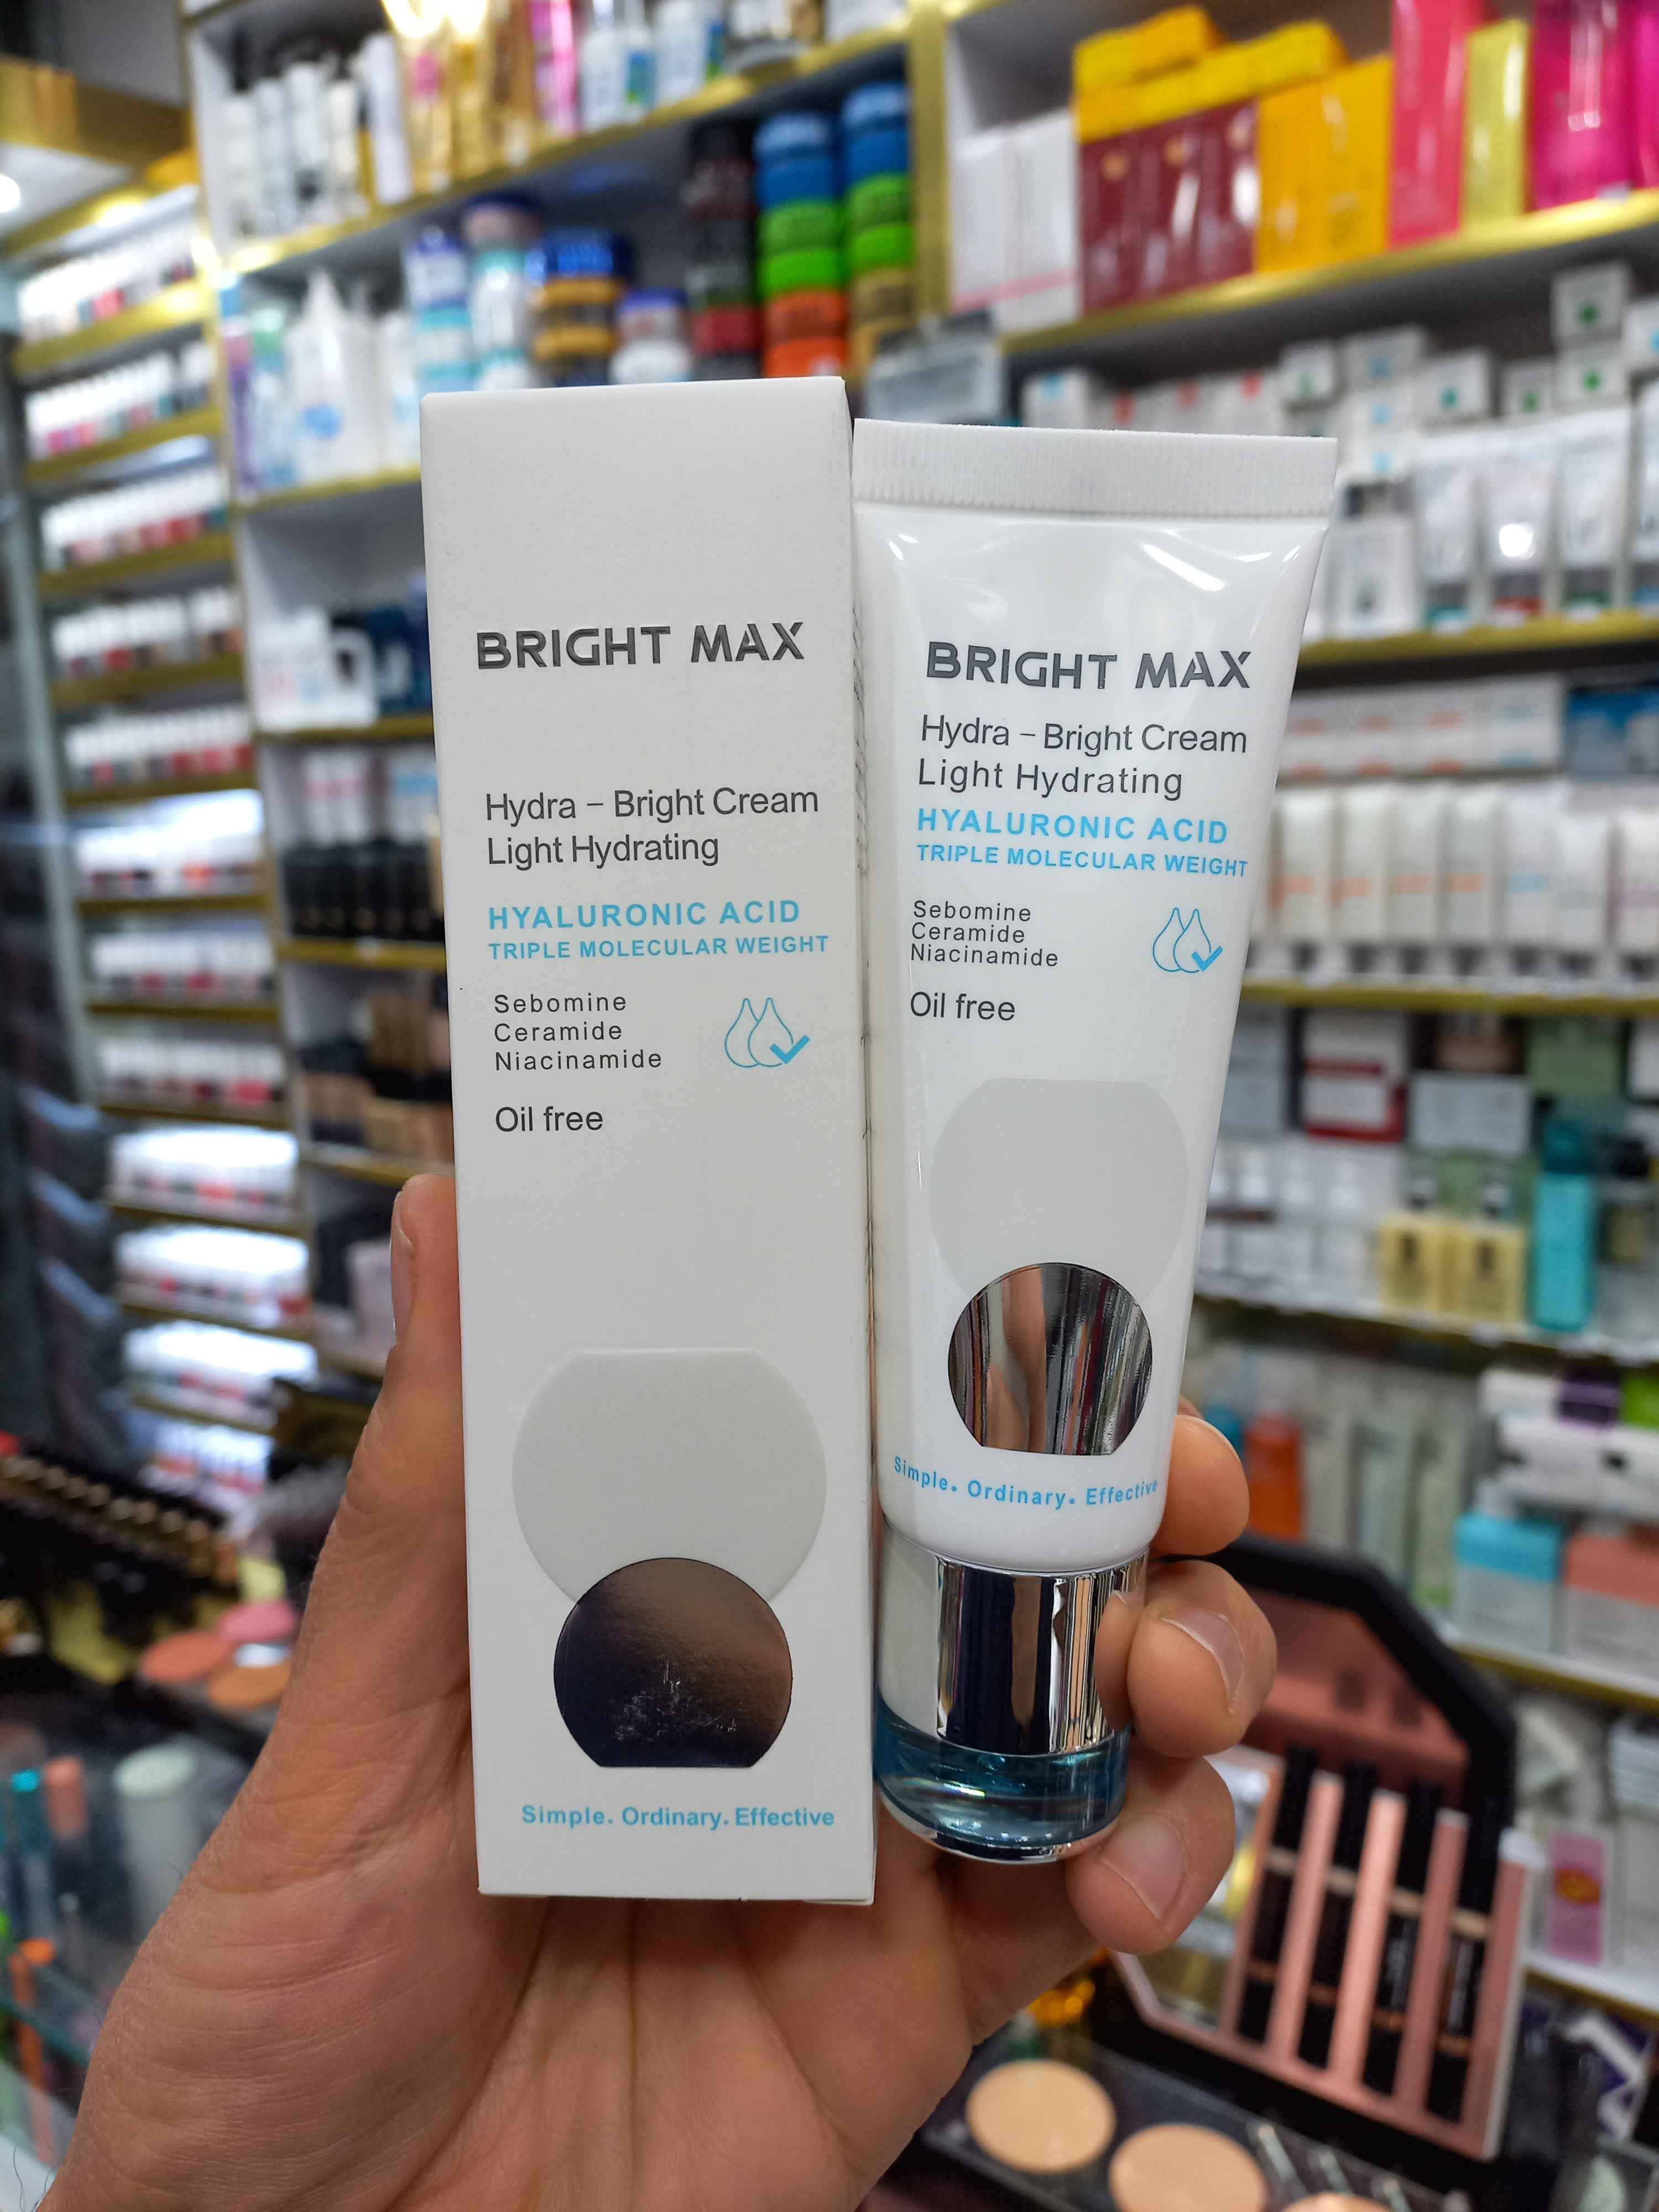 BRIGHT MAX
Hydra – Bright Cream
Light Hydrating
HYALURONIC ACID
TRIPLE MOLECULAR WEIGHT
Sebomine
Ceramide
Niacinamide
Oil free
Simple. Ordinary. Effective
BRIGHT MAX
Hydra – Bright Cream
Light Hydrating
HYALURONIC ACID
TRIPLE MOLECULAR WEIGHT
Sebomine
Ceramide
Niacinamide
Oil free
Simple. Ordinary. Effective